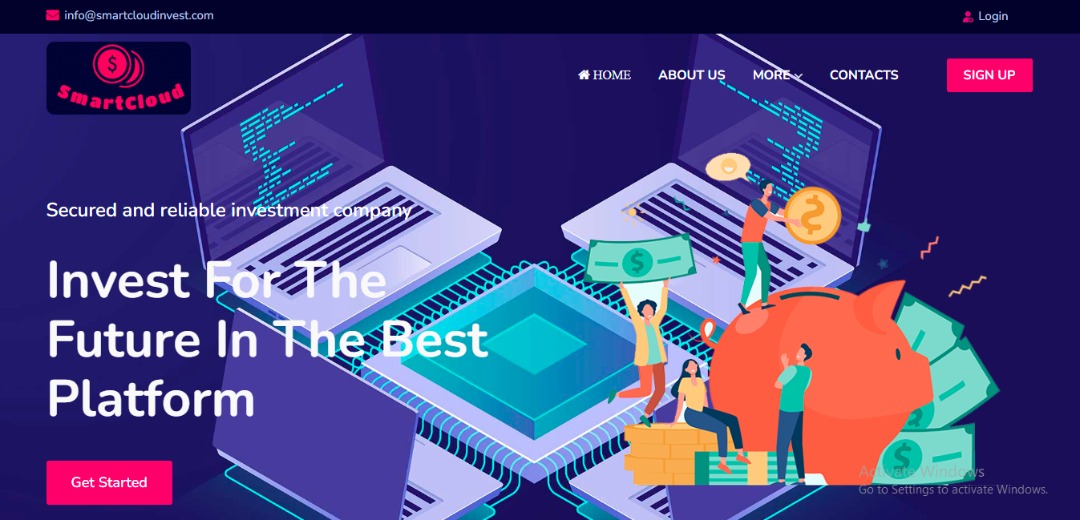 info@smartcloudinvest.com
Login
SmartCloud
HOME ABOUT US MORE CONTACTS SIGN UP
Secured and reliable investment company
Invest For The
Future In The Best
Platform
Get Started
Activate Windows
Go to Settings to activate Windows.